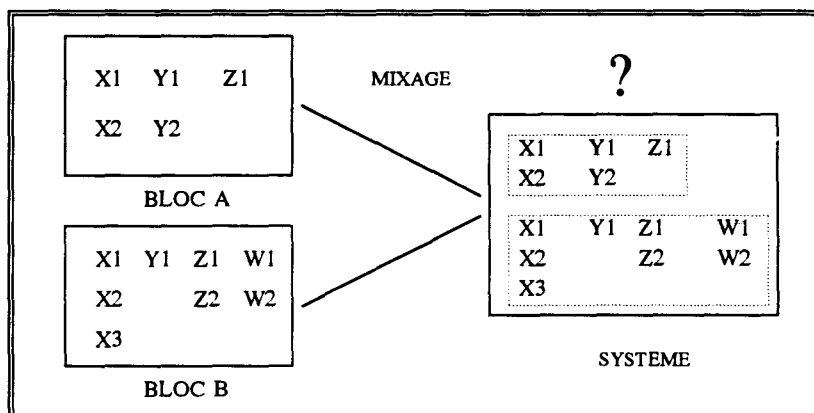 X1 Y1 Z1
X2 Y2
BLOC A
X1 Y1 Z1 W1
X2 Z2 W2
X3
BLOC B
MIXAGE
?
X1 Y1 Z1
X2 Y2
X1 Y1 Z1 W1
X2 Z2 W2
X3
SYSTEME